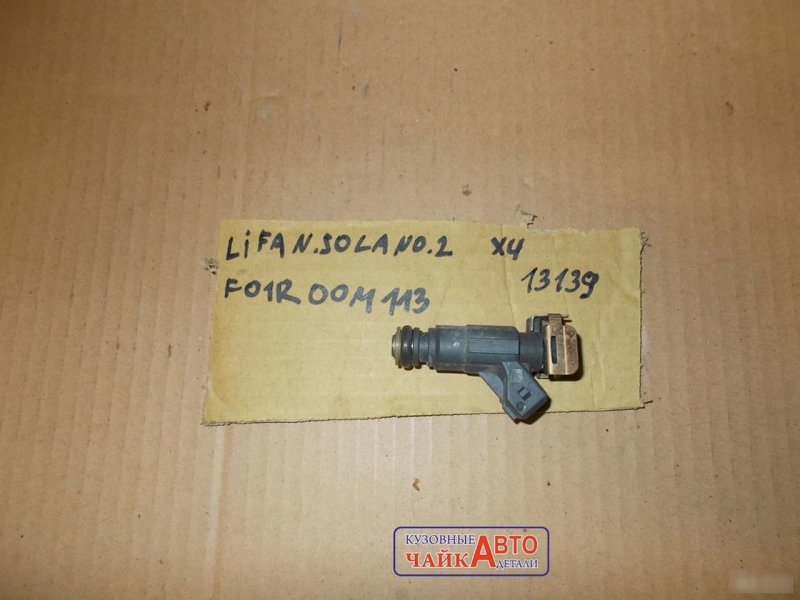 LiFAN.SOLANO.2 X4
F01R00M113 13139
КУЗОВНЫЕ АВТО
ЧАЙКА ДЕТАЛИ